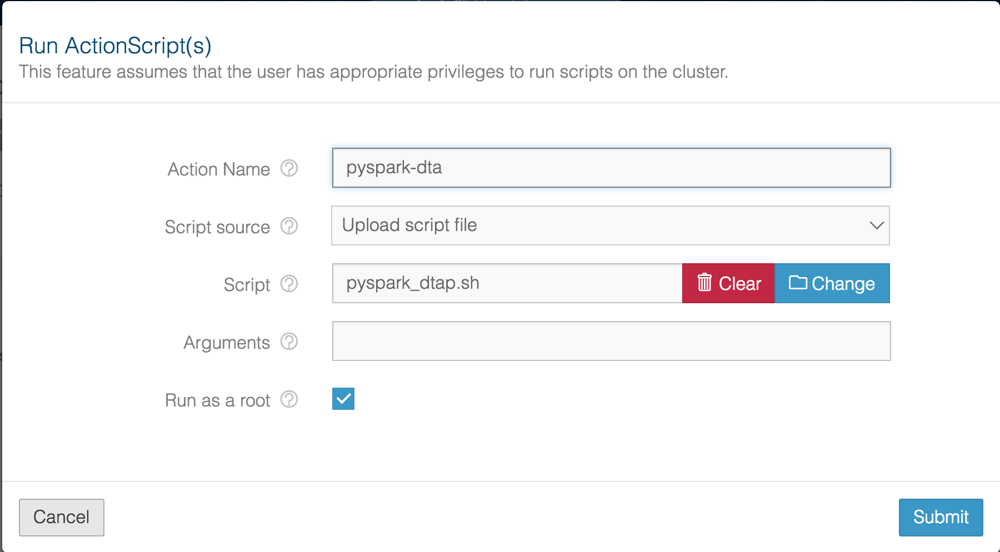 Run ActionScript(s)
This feature assumes that the user has appropriate privileges to run scripts on the cluster.
Action Name ? pyspark-dta
Script source ? Upload script file
Script ? pyspark_dtap.sh Clear Change
Arguments ?
Run as a root ?
Cancel Submit